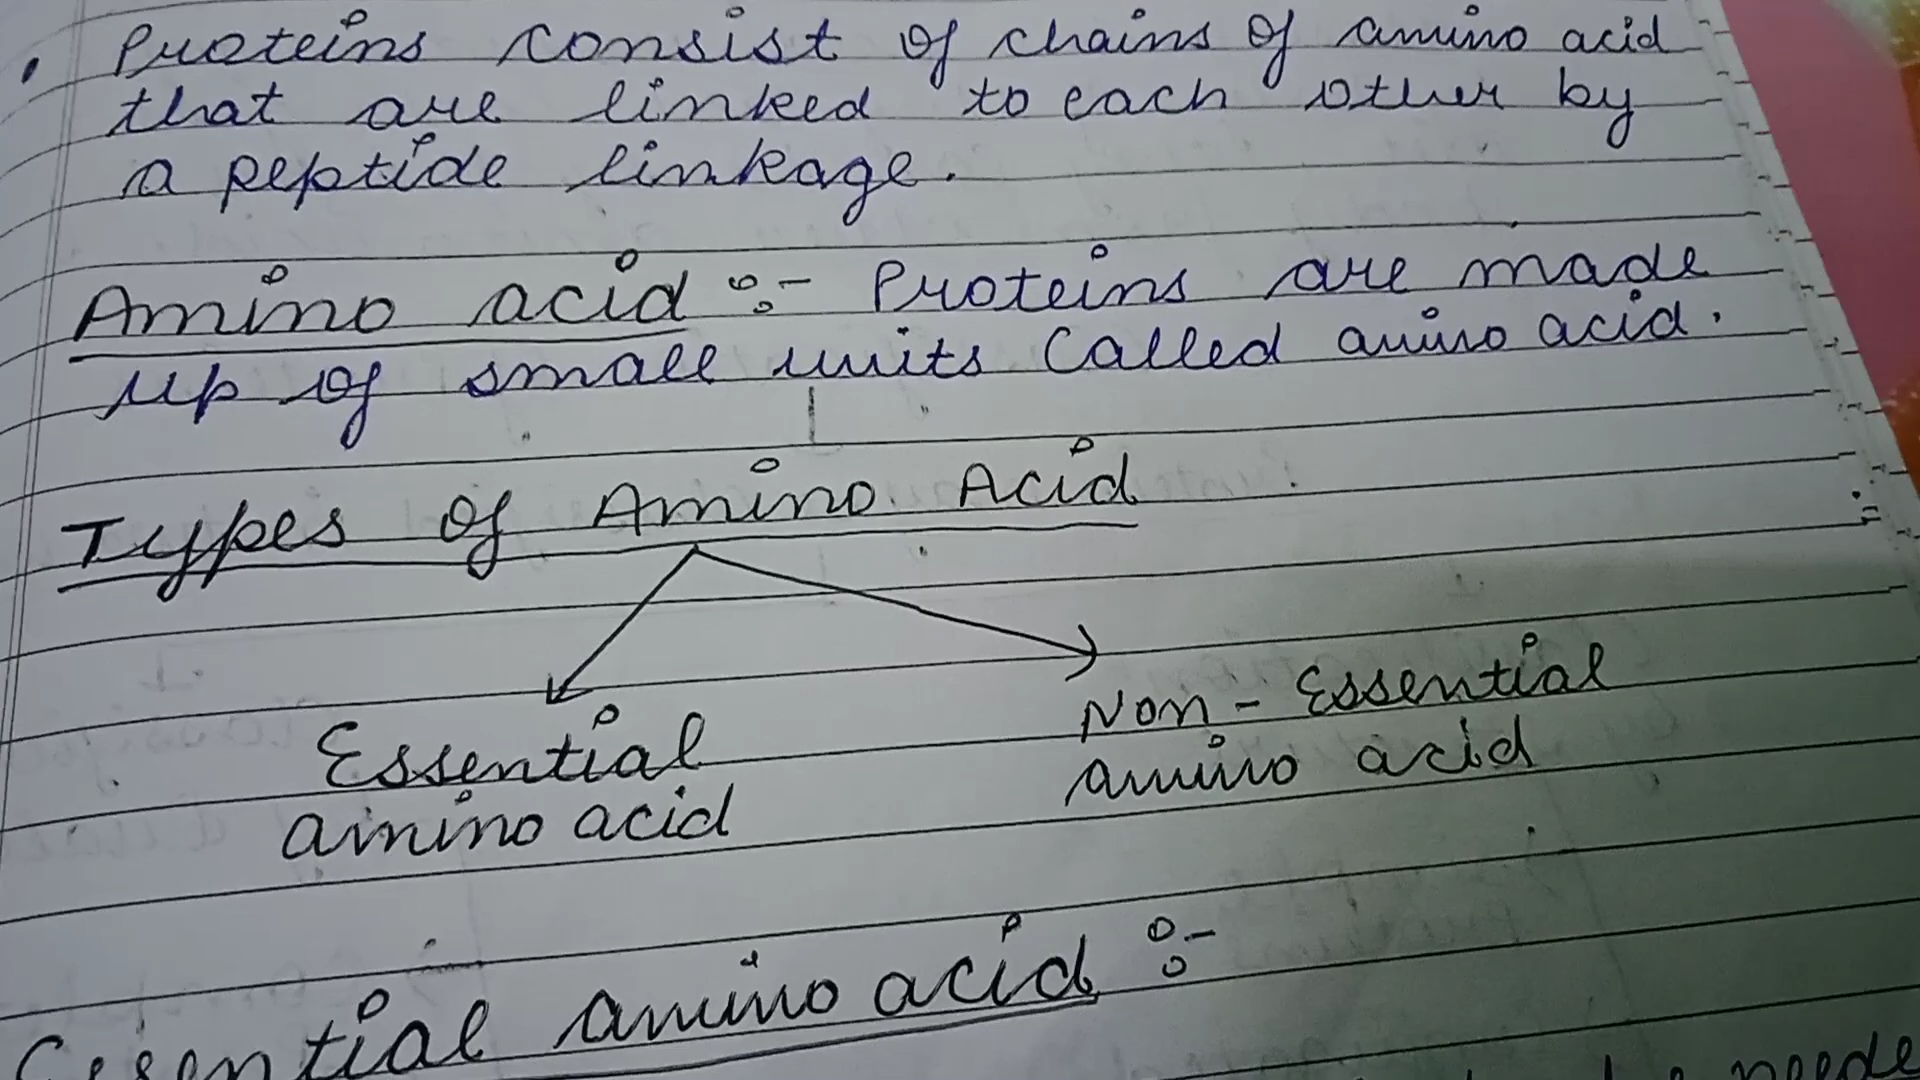 Proteins consist of chains of amino acid
that are linked to each other by
a peptide linkage.
Amino acid :- Proteins are made
up of small units Called amino acid.
Types of Amino Acid
Essential
amino acid
Non - Essential
amino acid
Essential amino acid :-